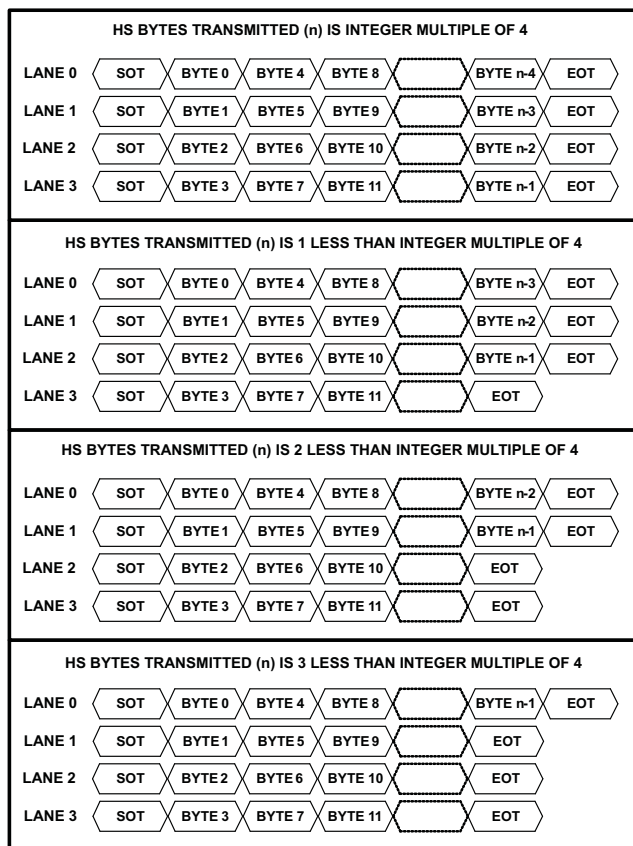 HS BYTES TRANSMITTED (n) IS INTEGER MULTIPLE OF 4
LANE 0 SOT BYTE 0 BYTE 4 BYTE 8 BYTE n-4 EOT
LANE 1 SOT BYTE 1 BYTE 5 BYTE 9 BYTE n-3 EOT
LANE 2 SOT BYTE 2 BYTE 6 BYTE 10 BYTE n-2 EOT
LANE 3 SOT BYTE 3 BYTE 7 BYTE 11 BYTE n-1 EOT
HS BYTES TRANSMITTED (n) IS 1 LESS THAN INTEGER MULTIPLE OF 4
LANE 0 SOT BYTE 0 BYTE 4 BYTE 8 BYTE n-3 EOT
LANE 1 SOT BYTE 1 BYTE 5 BYTE 9 BYTE n-2 EOT
LANE 2 SOT BYTE 2 BYTE 6 BYTE 10 BYTE n-1 EOT
LANE 3 SOT BYTE 3 BYTE 7 BYTE 11 EOT
HS BYTES TRANSMITTED (n) IS 2 LESS THAN INTEGER MULTIPLE OF 4
LANE 0 SOT BYTE 0 BYTE 4 BYTE 8 BYTE n-2 EOT
LANE 1 SOT BYTE 1 BYTE 5 BYTE 9 BYTE n-1 EOT
LANE 2 SOT BYTE 2 BYTE 6 BYTE 10 EOT
LANE 3 SOT BYTE 3 BYTE 7 BYTE 11 EOT
HS BYTES TRANSMITTED (n) IS 3 LESS THAN INTEGER MULTIPLE OF 4
LANE 0 SOT BYTE 0 BYTE 4 BYTE 8 BYTE n-1 EOT
LANE 1 SOT BYTE 1 BYTE 5 BYTE 9 EOT
LANE 2 SOT BYTE 2 BYTE 6 BYTE 10 EOT
LANE 3 SOT BYTE 3 BYTE 7 BYTE 11 EOT